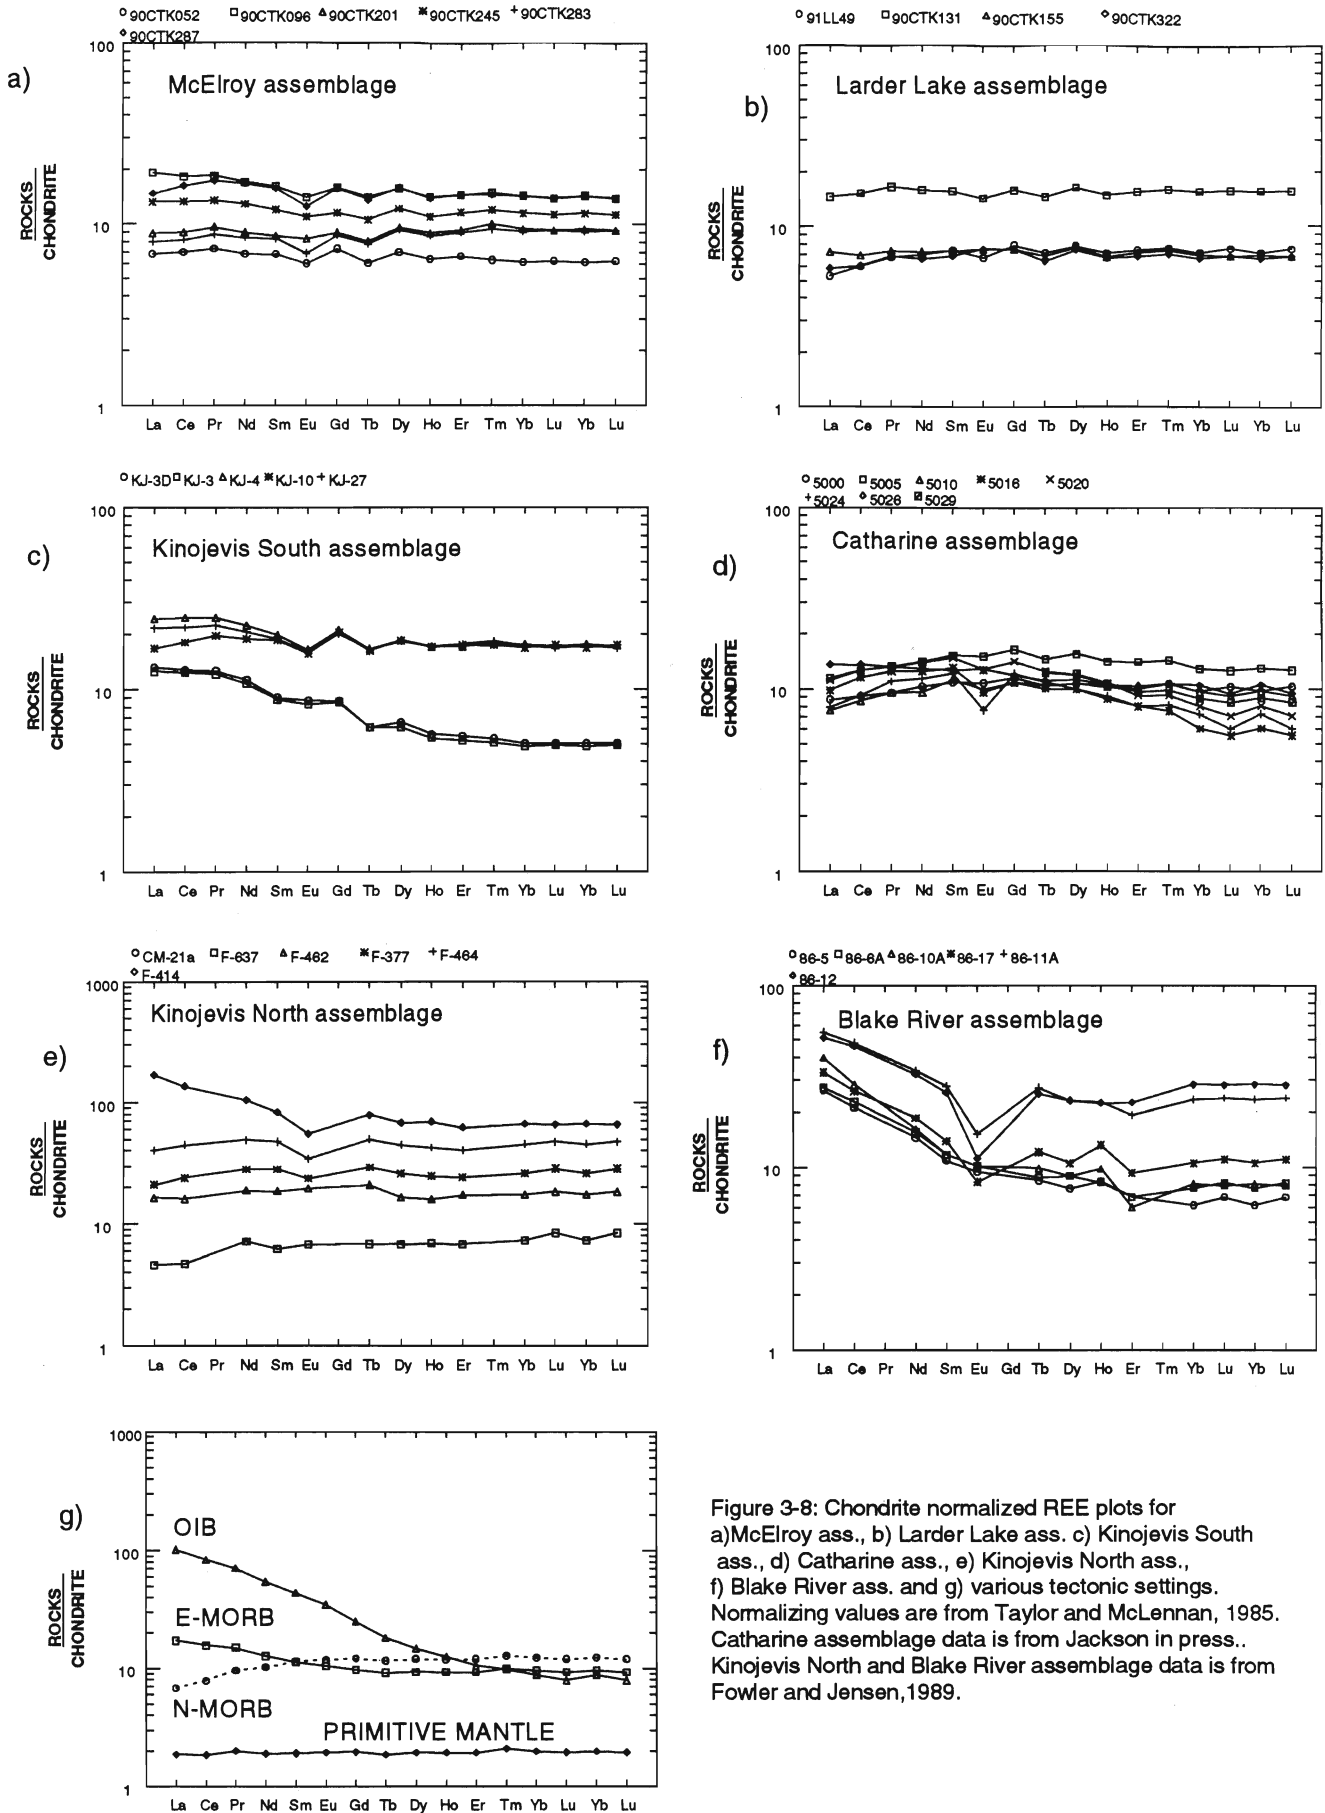 90CTK052 90CTK096 90CTK201 90CTK245 90CTK283
90CTK287
a)
McElroy assemblage
100
10
1
ROCKS
CHONDRITE
La Ce Pr Nd Sm Eu Gd Tb Dy Ho Er Tm Yb Lu Yb Lu
91LL49 90CTK131 90CTK155 90CTK322
b)
Larder Lake assemblage
100
10
1
ROCKS
CHONDRITE
La Ce Pr Nd Sm Eu Gd Tb Dy Ho Er Tm Yb Lu Yb Lu
KJ-3D KJ-3 KJ-4 KJ-10 KJ-27
c)
Kinojevis South assemblage
100
10
1
ROCKS
CHONDRITE
La Ce Pr Nd Sm Eu Gd Tb Dy Ho Er Tm Yb Lu Yb Lu
5000 5005 5010 5016 5020
5024 5026 5029
d)
Catharine assemblage
100
10
1
ROCKS
CHONDRITE
La Ce Pr Nd Sm Eu Gd Tb Dy Ho Er Tm Yb Lu Yb Lu
CM-21a F-637 F-462 F-377 F-464
F-414
e)
Kinojevis North assemblage
1000
100
10
1
ROCKS
CHONDRITE
La Ce Pr Nd Sm Eu Gd Tb Dy Ho Er Tm Yb Lu Yb Lu
86-5 86-6A 86-10A 86-17 86-11A
86-12
f)
Blake River assemblage
100
10
1
ROCKS
CHONDRITE
La Ce Pr Nd Sm Eu Gd Tb Dy Ho Er Tm Yb Lu Yb Lu
g)
1000
100
10
1
ROCKS
CHONDRITE
OIB
E-MORB
N-MORB
PRIMITIVE MANTLE
La Ce Pr Nd Sm Eu Gd Tb Dy Ho Er Tm Yb Lu Yb Lu
Figure 3-8: Chondrite normalized REE plots for
a)McElroy ass., b) Larder Lake ass. c) Kinojevis South
ass., d) Catharine ass., e) Kinojevis North ass.,
f) Blake River ass. and g) various tectonic settings.
Normalizing values are from Taylor and McLennan, 1985.
Catharine assemblage data is from Jackson in press..
Kinojevis North and Blake River assemblage data is from
Fowler and Jensen,1989.